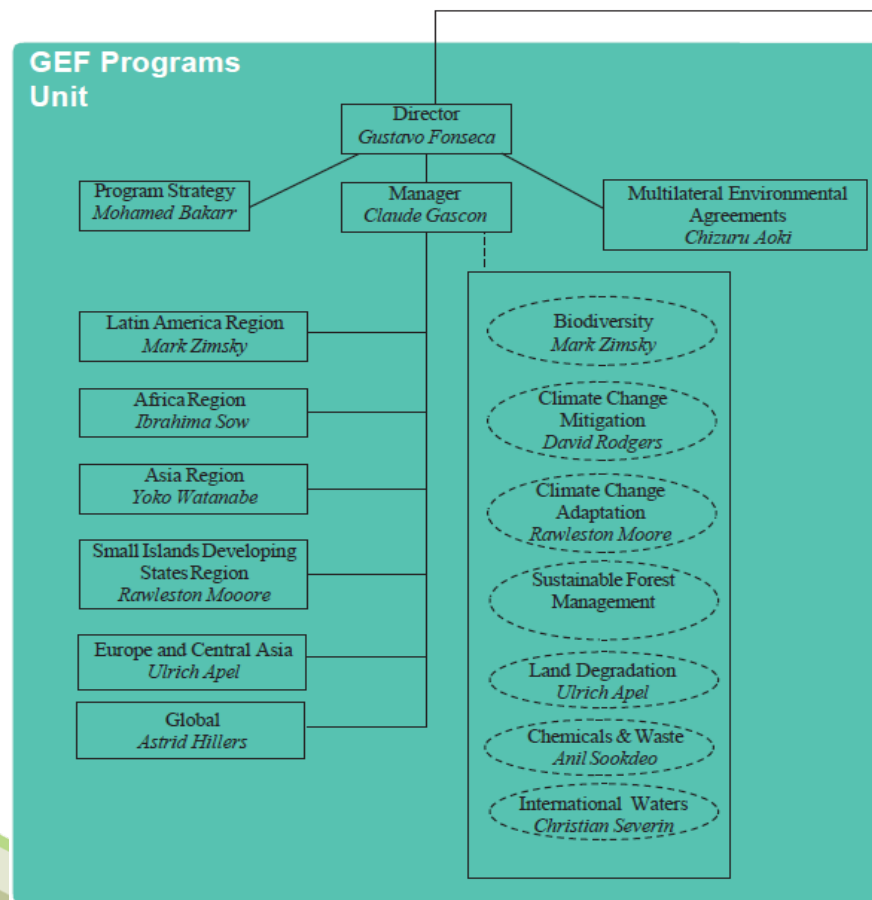 GEF Programs
Unit
Director
Gustavo Fonseca
Program Strategy
Mohamed Bakarr
Manager
Claude Gascon
Multilateral Environmental
Agreements
Chizuru Aoki
Latin America Region
Mark Zimsky
Africa Region
Ibrahima Sow
Asia Region
Yoko Watanabe
Small Islands Developing
States Region
Rawleston Mooore
Europe and Central Asia
Ulrich Apel
Global
Astrid Hillers
Biodiversity
Mark Zimsky
Climate Change
Mitigation
David Rodgers
Climate Change
Adaptation
Rawleston Moore
Sustainable Forest
Management
Land Degradation
Ulrich Apel
Chemicals & Waste
Anil Sookdeo
International Waters
Christian Severin